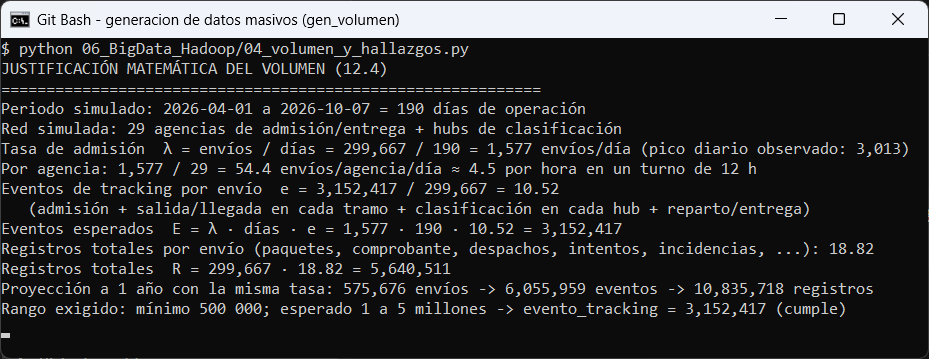 Git Bash - generacion de datos masivos (gen_volumen)
$ python 06_BigData_Hadoop/04_volumen_y_hallazgos.py
JUSTIFICACIÓN MATEMÁTICA DEL VOLUMEN (12.4)
============================================================
Periodo simulado: 2026-04-01 a 2026-10-07 = 190 días de operación
Red simulada: 29 agencias de admisión/entrega + hubs de clasificación
Tasa de admisión  λ = envíos / días = 299,667 / 190 = 1,577 envíos/día (pico diario observado: 3,013)
Por agencia: 1,577 / 29 = 54.4 envíos/agencia/día ≈ 4.5 por hora en un turno de 12 h
Eventos de tracking por envío  e = 3,152,417 / 299,667 = 10.52
   (admisión + salida/llegada en cada tramo + clasificación en cada hub + reparto/entrega)
Eventos esperados  E = λ · días · e = 1,577 · 190 · 10.52 = 3,152,417
Registros totales por envío (paquetes, comprobante, despachos, intentos, incidencias, ...): 18.82
Registros totales  R = 299,667 · 18.82 = 5,640,511
Proyección a 1 año con la misma tasa: 575,676 envíos -> 6,055,959 eventos -> 10,835,718 registros
Rango exigido: mínimo 500 000; esperado 1 a 5 millones -> evento_tracking = 3,152,417 (cumple)